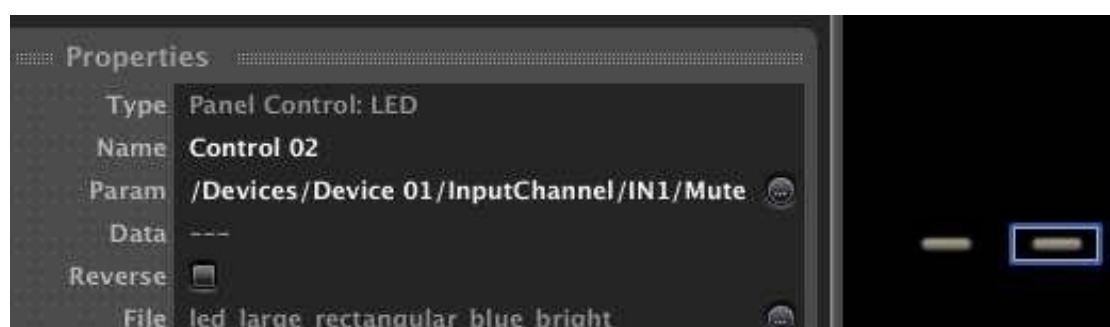 Properties
Type Panel Control: LED
Name Control 02
Param /Devices/Device 01/InputChannel/IN1/Mute
Data ---
Reverse
File led large rectangular blue bright